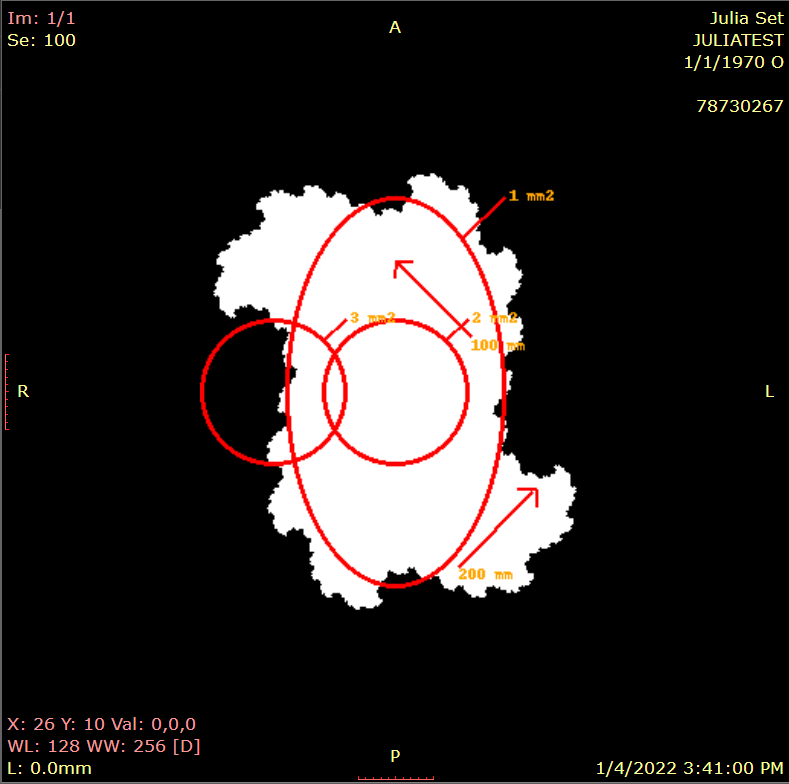 Im: 1/1
Se: 100
A
Julia Set
JULIATEST
1/1/1970 O
78730267
1 mm2
3 mm2
2 mm2
100 mm
R
L
200 mm
X: 26 Y: 10 Val: 0,0,0
WL: 128 WW: 256 [D]
L: 0.0mm
P
1/4/2022 3:41:00 PM